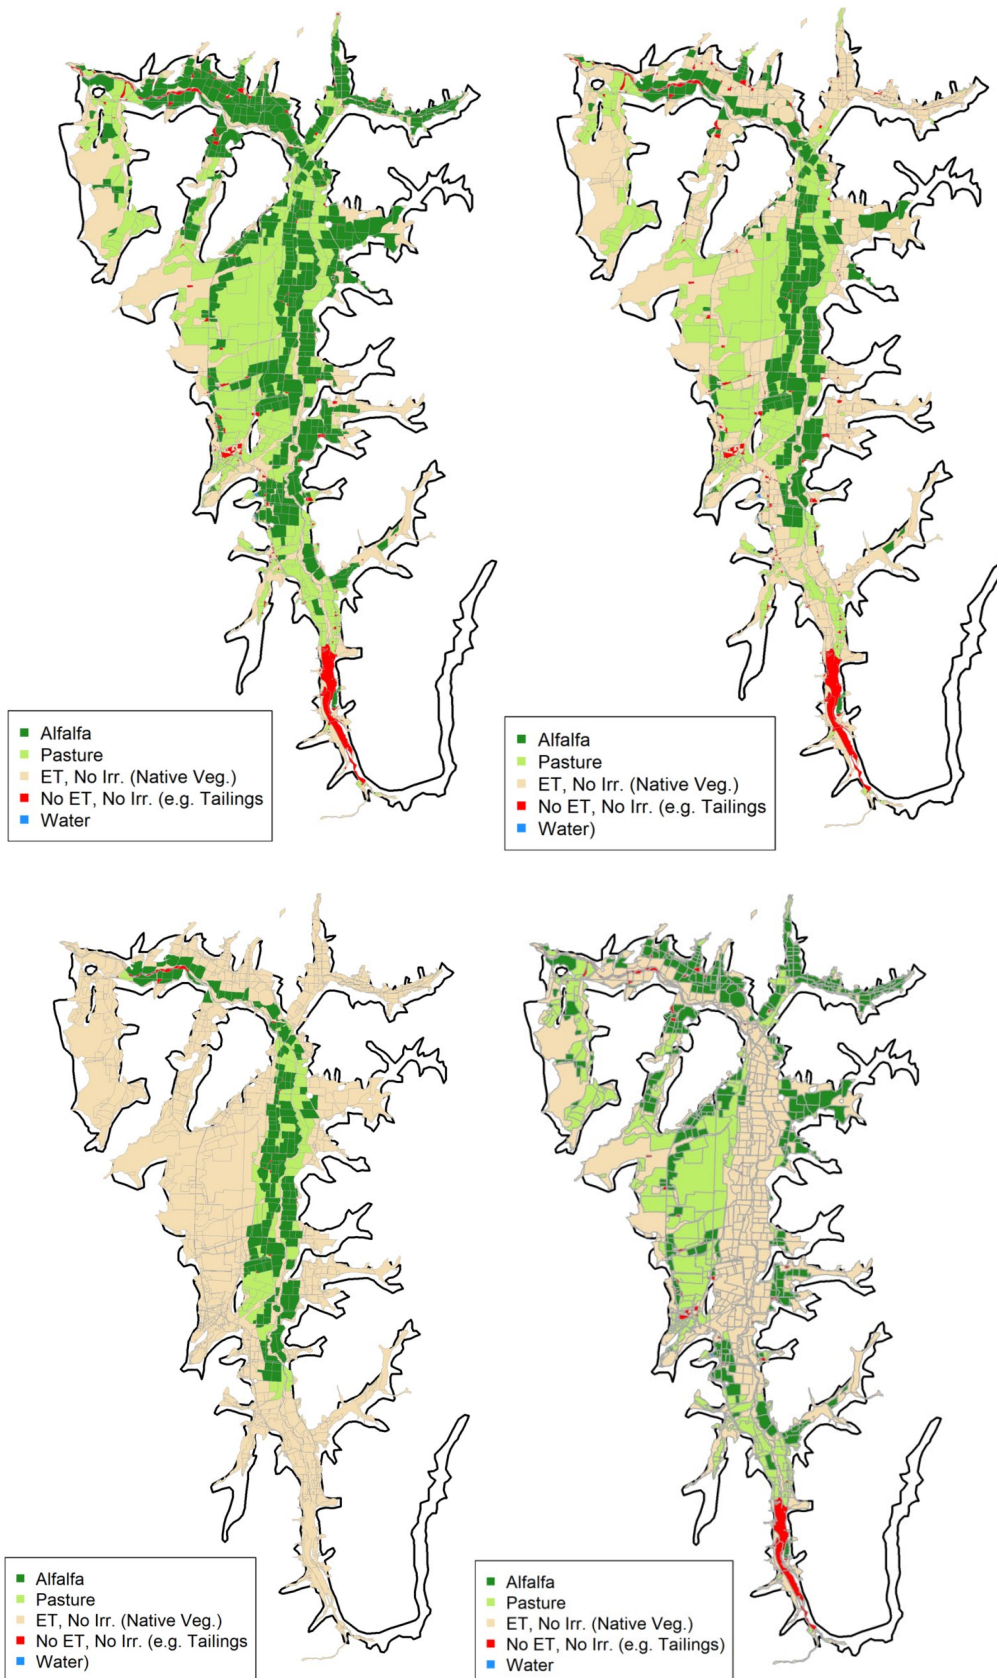 Alfalfa
Pasture
ET, No Irr. (Native Veg.)
No ET, No Irr. (e.g. Tailings
Water
Alfalfa
Pasture
ET, No Irr. (Native Veg.)
No ET, No Irr. (e.g. Tailings
Water)
Alfalfa
Pasture
ET, No Irr. (Native Veg.)
No ET, No Irr. (e.g. Tailings
Water)
Alfalfa
Pasture
ET, No Irr. (Native Veg.)
No ET, No Irr. (e.g. Tailings)
Water